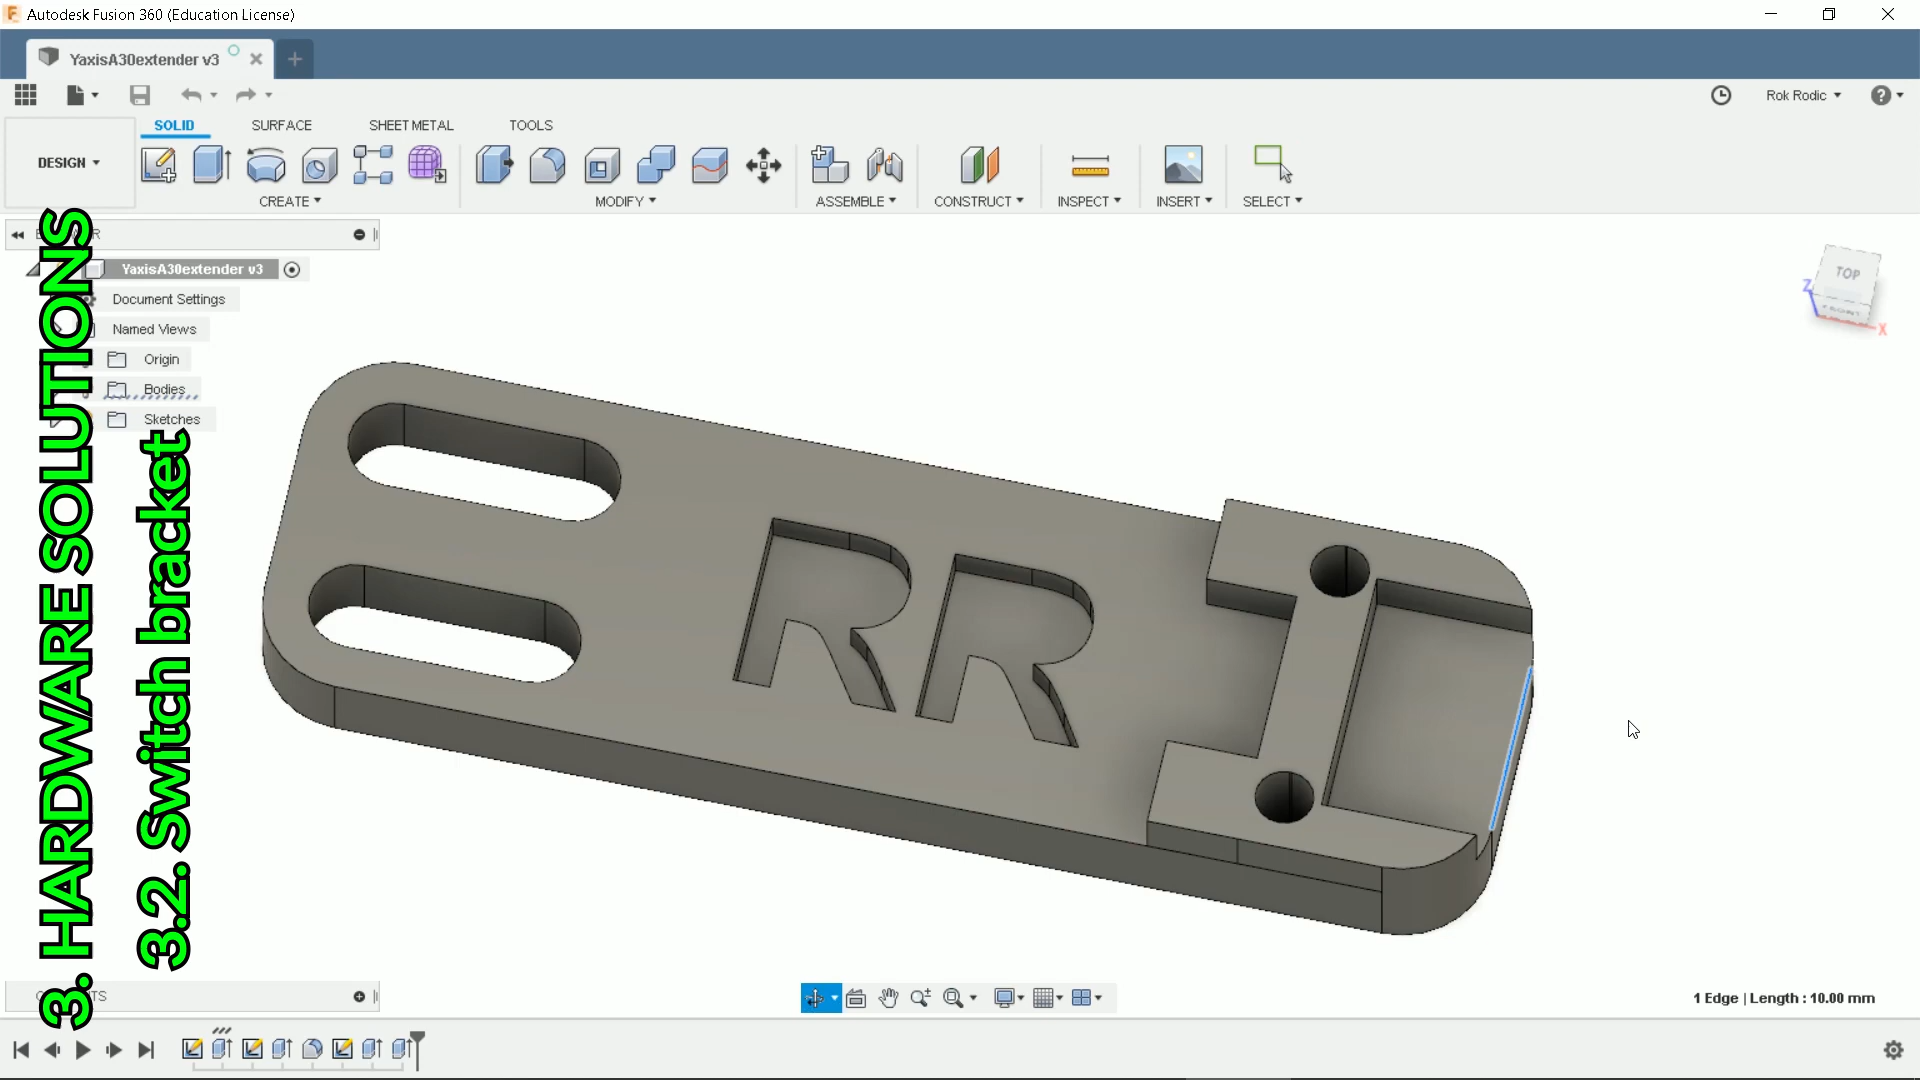 Autodesk Fusion 360 (Education License)
YaxisA30extender v3
Rok Rodic
SOLID
SURFACE
SHEET METAL
TOOLS
DESIGN
CREATE
MODIFY
ASSEMBLE
CONSTRUCT
INSPECT
INSERT
SELECT
YaxisA30extender v3
Document Settings
Named Views
Origin
Bodies
Sketches
3. HARDWARE SOLUTIONS
3.2. Switch bracket
TOP
FRONT
Z
X
RR
1 Edge | Length : 10.00 mm